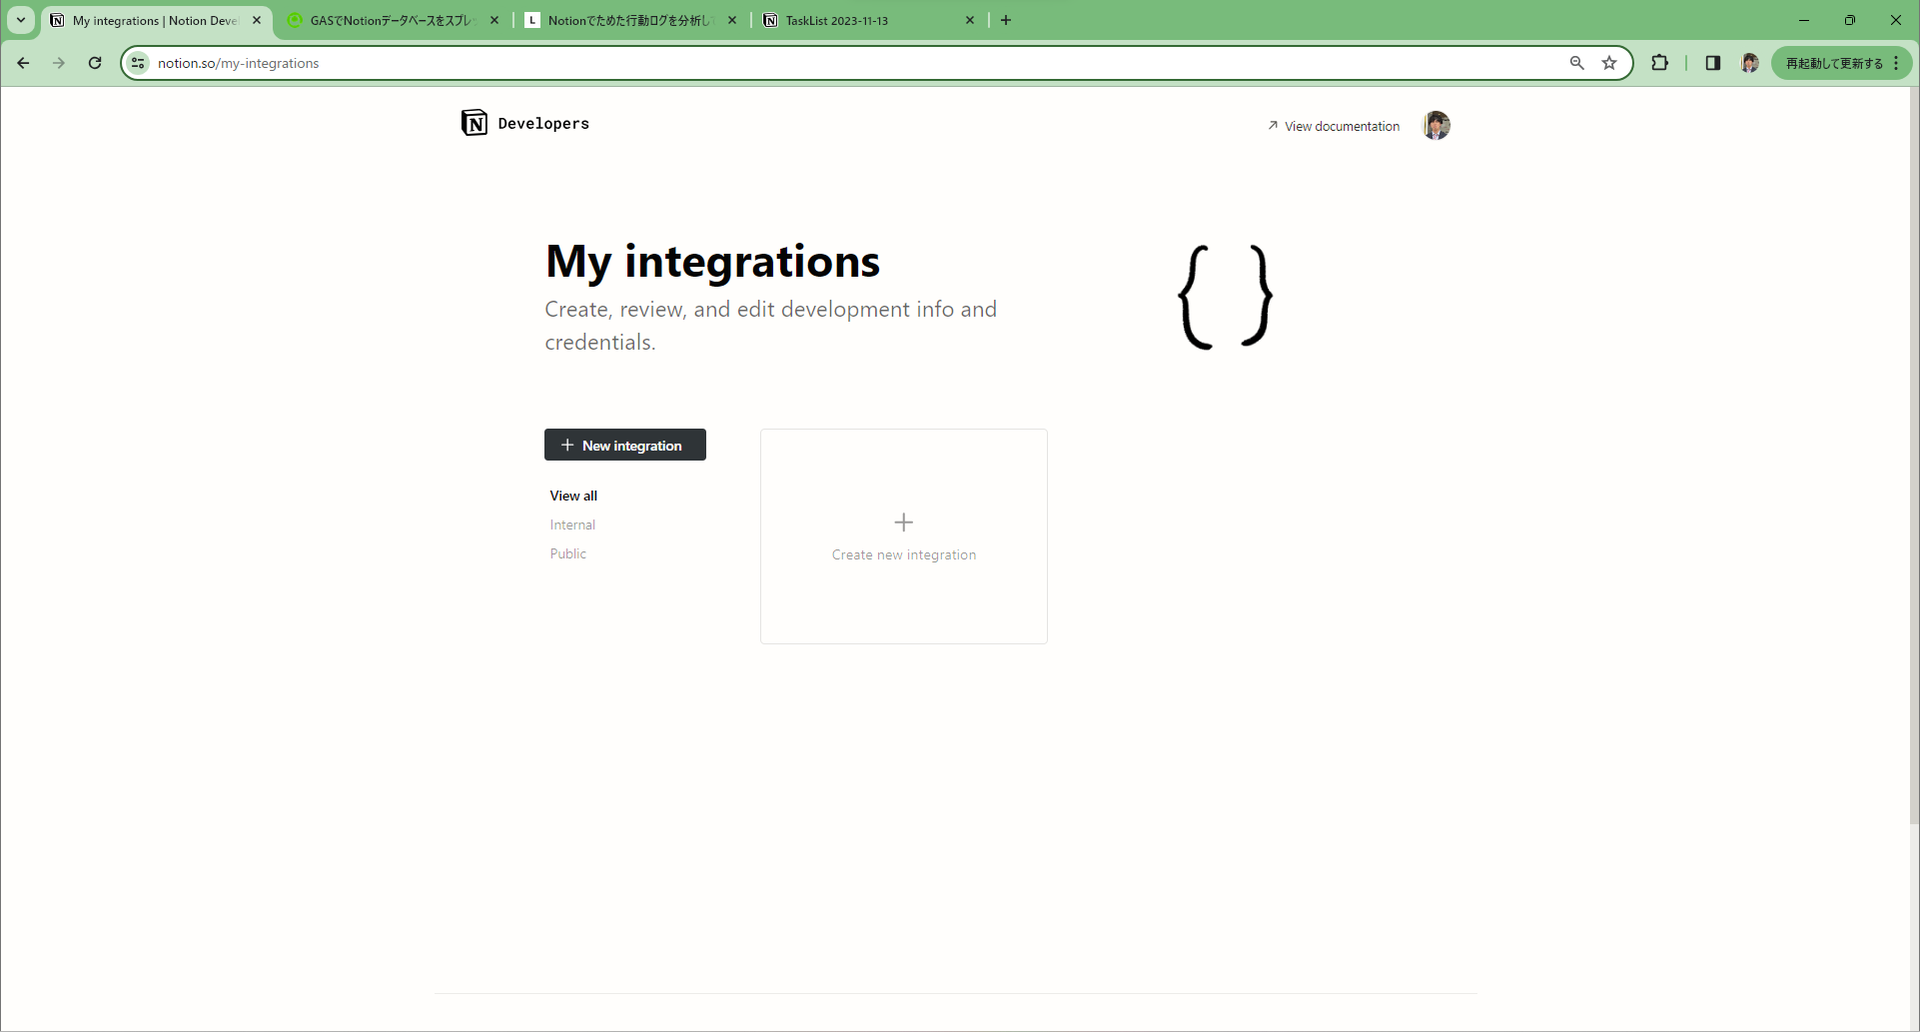 My integrations | Notion Deve
GASでNotionデータベースをスプレ
L
Notionでためた行動ログを分析し
TaskList 2023-11-13
notion.so/my-integrations
再起動して更新する
N Developers
View documentation
My integrations
Create, review, and edit development info and
credentials.
{ }
New integration
View all
Internal
Public
Create new integration